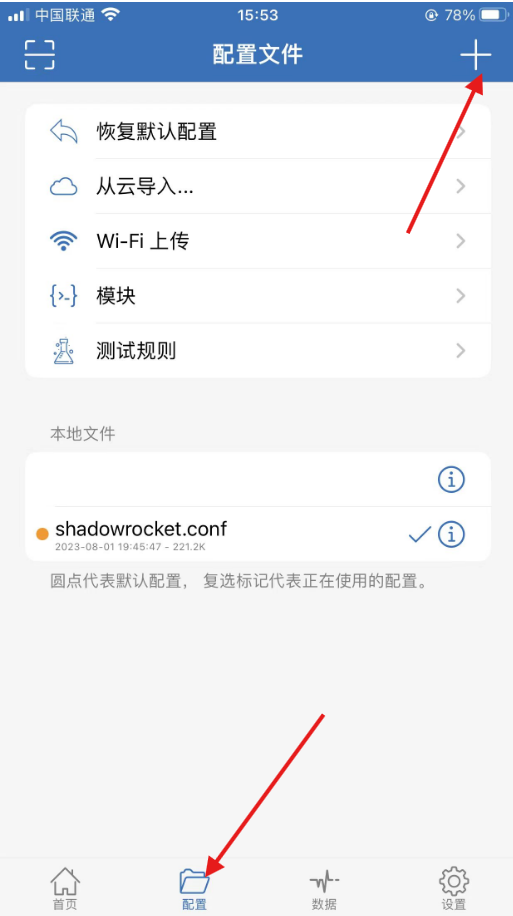 中国联通 15:53 78%
配置文件
恢复默认配置
从云导入...
Wi-Fi 上传
模块
测试规则
本地文件
shadowrocket.conf
2023-08-01 19:45:47 - 221.2K
圆点代表默认配置， 复选标记代表正在使用的配置。
首页 配置 数据 设置